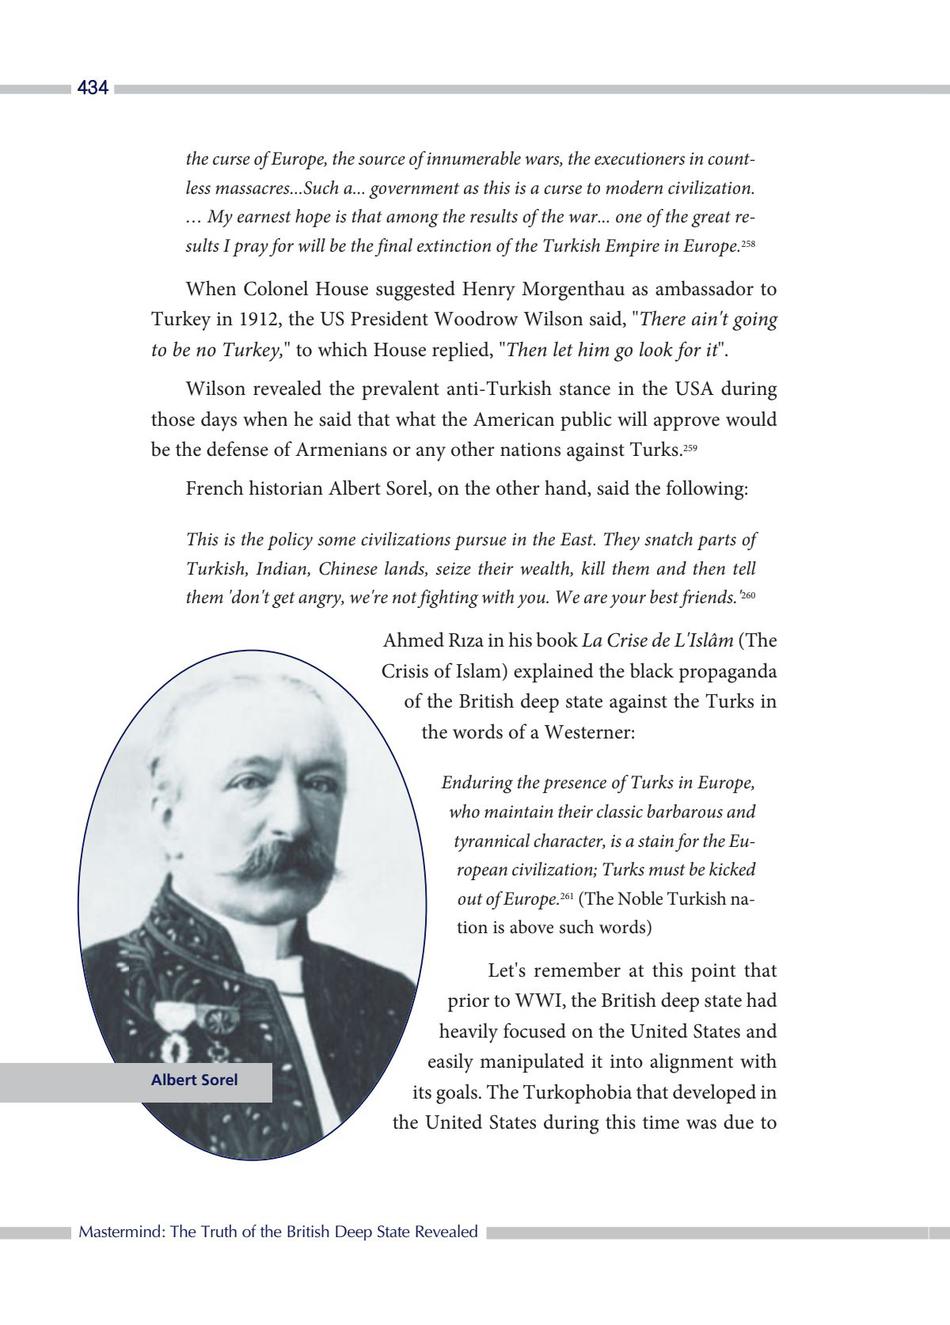 434
the curse of Europe, the source of innumerable wars, the executioners in count-
less massacres...Such a... government as this is a curse to modern civilization.
… My earnest hope is that among the results of the war... one of the great re-
sults I pray for will be the final extinction of the Turkish Empire in Europe.258
When Colonel House suggested Henry Morgenthau as ambassador to
Turkey in 1912, the US President Woodrow Wilson said, "There ain't going
to be no Turkey," to which House replied, "Then let him go look for it".
Wilson revealed the prevalent anti-Turkish stance in the USA during
those days when he said that what the American public will approve would
be the defense of Armenians or any other nations against Turks.259
French historian Albert Sorel, on the other hand, said the following:
This is the policy some civilizations pursue in the East. They snatch parts of
Turkish, Indian, Chinese lands, seize their wealth, kill them and then tell
them 'don't get angry, we're not fighting with you. We are your best friends.'260
Ahmed Rıza in his book La Crise de L'Islâm (The
Crisis of Islam) explained the black propaganda
of the British deep state against the Turks in
the words of a Westerner:
Enduring the presence of Turks in Europe,
who maintain their classic barbarous and
tyrannical character, is a stain for the Eu-
ropean civilization; Turks must be kicked
out of Europe.261 (The Noble Turkish na-
tion is above such words)
Let's remember at this point that
prior to WWI, the British deep state had
heavily focused on the United States and
easily manipulated it into alignment with
its goals. The Turkophobia that developed in
the United States during this time was due to
Albert Sorel
Mastermind: The Truth of the British Deep State Revealed